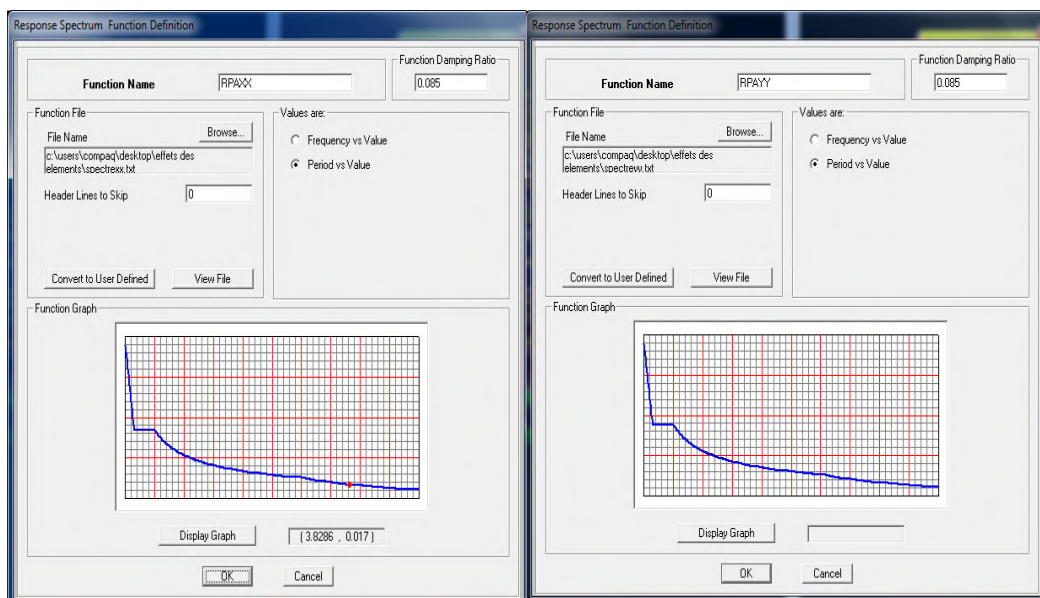 Response Spectrum Function Definition
Function Name
RPAXX
Function Damping Ratio
0.085
Function File
File Name
Browse...
c:\users\compaq\desktop\effets des
elements\spectrexx.txt
Header Lines to Skip
0
Convert to User Defined
View File
Values are:
Frequency vs Value
Period vs Value
Function Graph
Display Graph
(3.8286 , 0.017)
OK
Cancel
Response Spectrum Function Definition
Function Name
RPAYY
Function Damping Ratio
0.085
Function File
File Name
Browse...
c:\users\compaq\desktop\effets des
elements\spectreyy.txt
Header Lines to Skip
0
Convert to User Defined
View File
Values are:
Frequency vs Value
Period vs Value
Function Graph
Display Graph
OK
Cancel